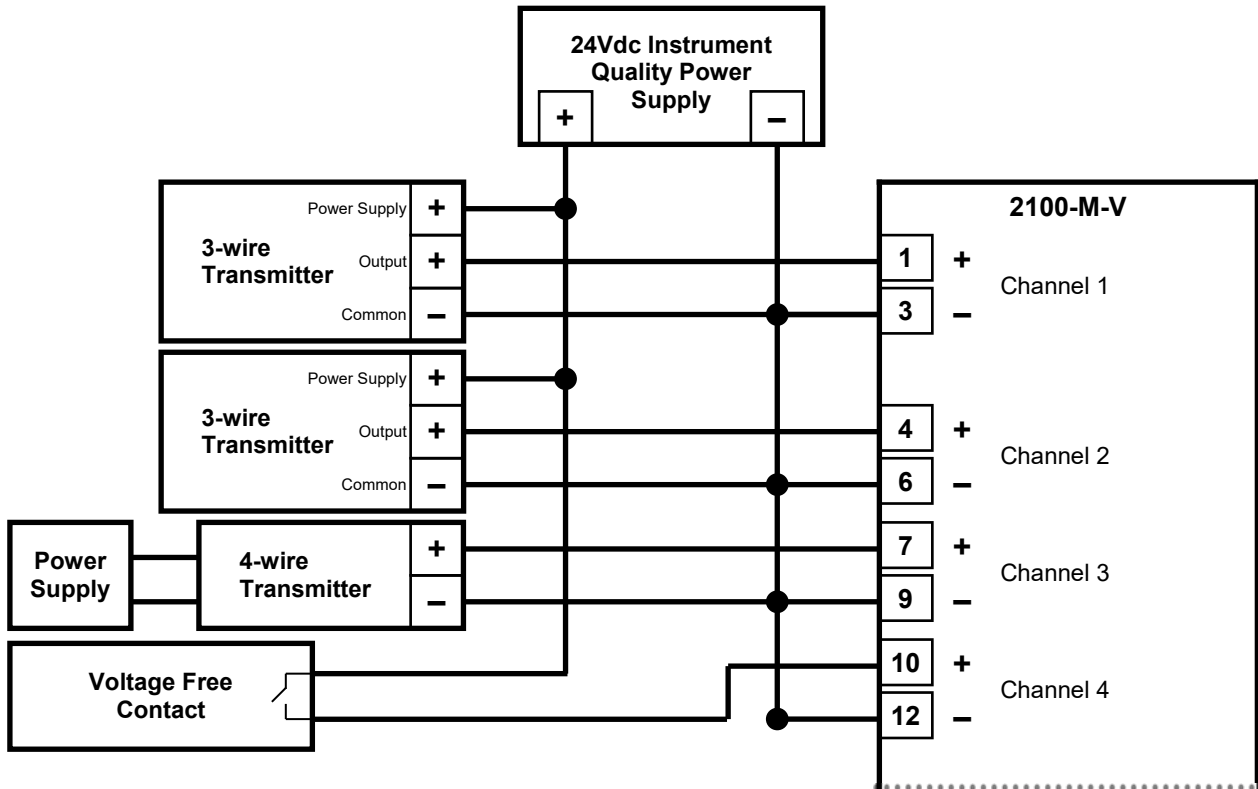 24Vdc Instrument
Quality Power
Supply
+ −
2100-M-V
3-wire
Transmitter
Power Supply +
Output +
Common −
1 +
3 −
Channel 1
3-wire
Transmitter
Power Supply +
Output +
Common −
4 +
6 −
Channel 2
Power
Supply
4-wire
Transmitter
+
−
7 +
9 −
Channel 3
Voltage Free
Contact
10 +
12 −
Channel 4